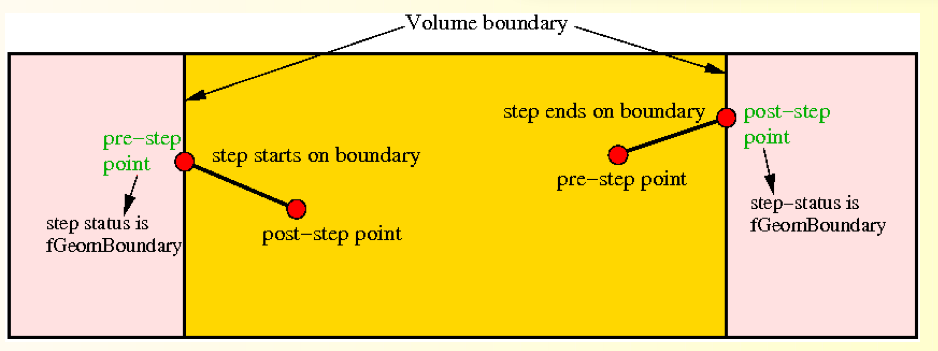 Volume boundary
pre-step
point
step starts on boundary
post-step point
step status is
fGeomBoundary
step ends on boundary
pre-step point
post-step
point
step-status is
fGeomBoundary